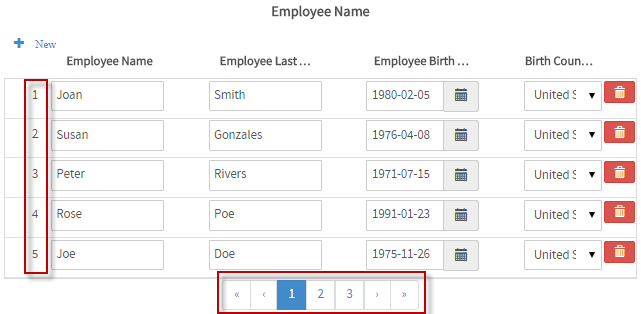 Employee Name
+ New
Employee Name Employee Last ... Employee Birth ... Birth Coun...
1 Joan Smith 1980-02-05 United S
2 Susan Gonzales 1976-04-08 United S
3 Peter Rivers 1971-07-15 United S
4 Rose Poe 1991-01-23 United S
5 Joe Doe 1975-11-26 United S
« ‹ 1 2 3 › »